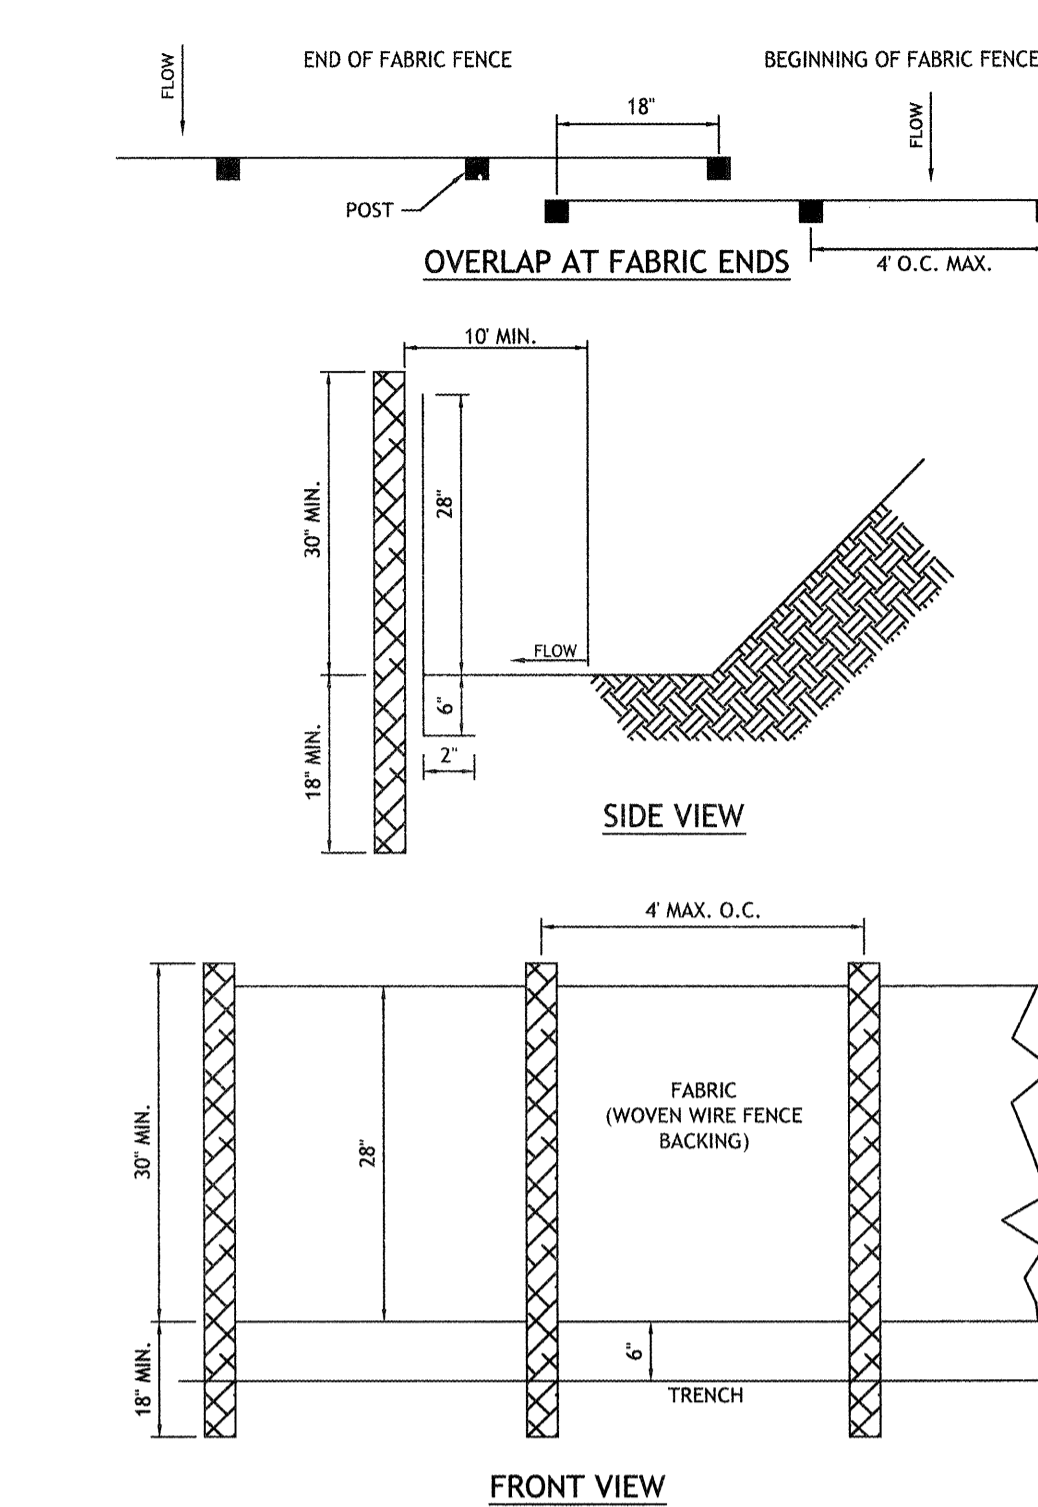 END OF FABRIC FENCE
BEGINNING OF FABRIC FENCE
FLOW
18"
FLOW
POST
OVERLAP AT FABRIC ENDS
4' O.C. MAX.
10' MIN.
30" MIN.
28"
FLOW
6"
18" MIN.
2"
SIDE VIEW
4' MAX. O.C.
30" MIN.
28"
FABRIC
(WOVEN WIRE FENCE
BACKING)
18" MIN.
6"
TRENCH
FRONT VIEW